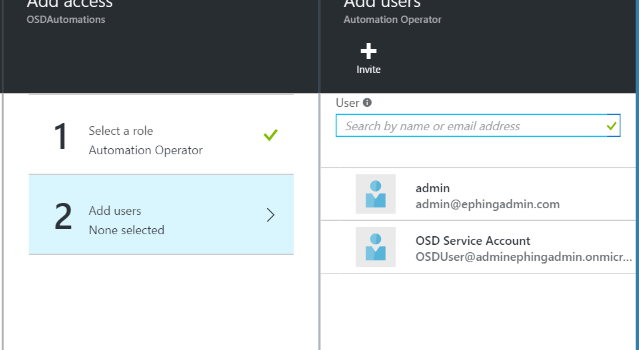 Add access
OSDAutomations
1
Select a role
Automation Operator
2
Add users
None selected
Add users
Automation Operator
Invite
User
Search by name or email address
admin
admin@ephingadmin.com
OSD Service Account
OSDUser@adminephingadmin.onmicr...